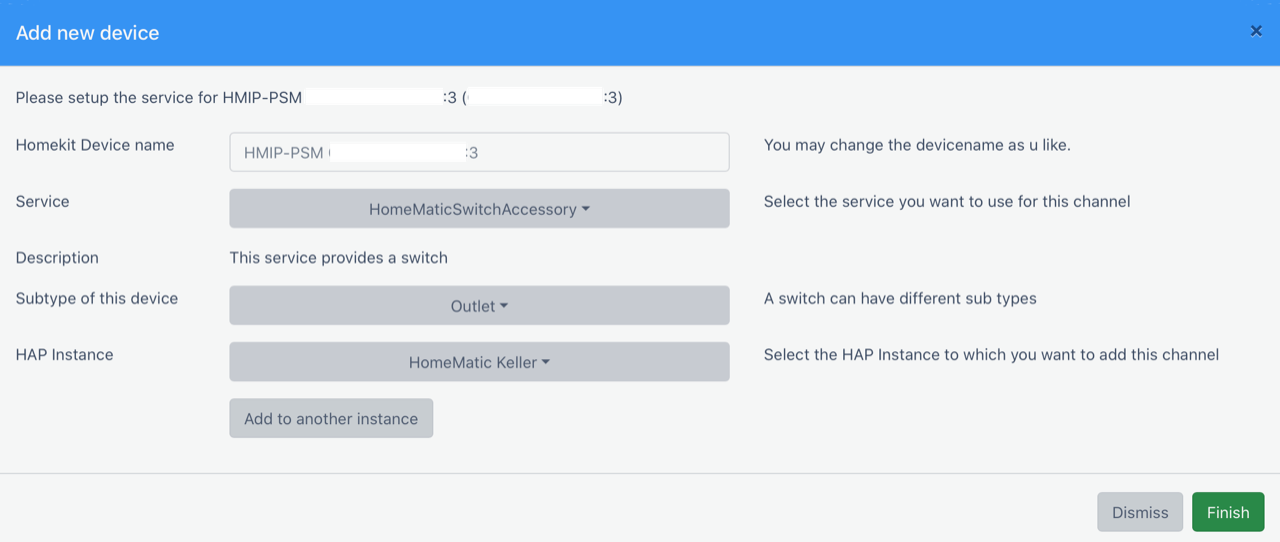 Add new device ×
Please setup the service for HMIP-PSM :3 ( :3)
Homekit Device name HMIP-PSM :3 You may change the devicename as u like.
Service HomeMaticSwitchAccessory Select the service you want to use for this channel
Description This service provides a switch
Subtype of this device Outlet A switch can have different sub types
HAP Instance HomeMatic Keller Select the HAP Instance to which you want to add this channel
Add to another instance
Dismiss Finish